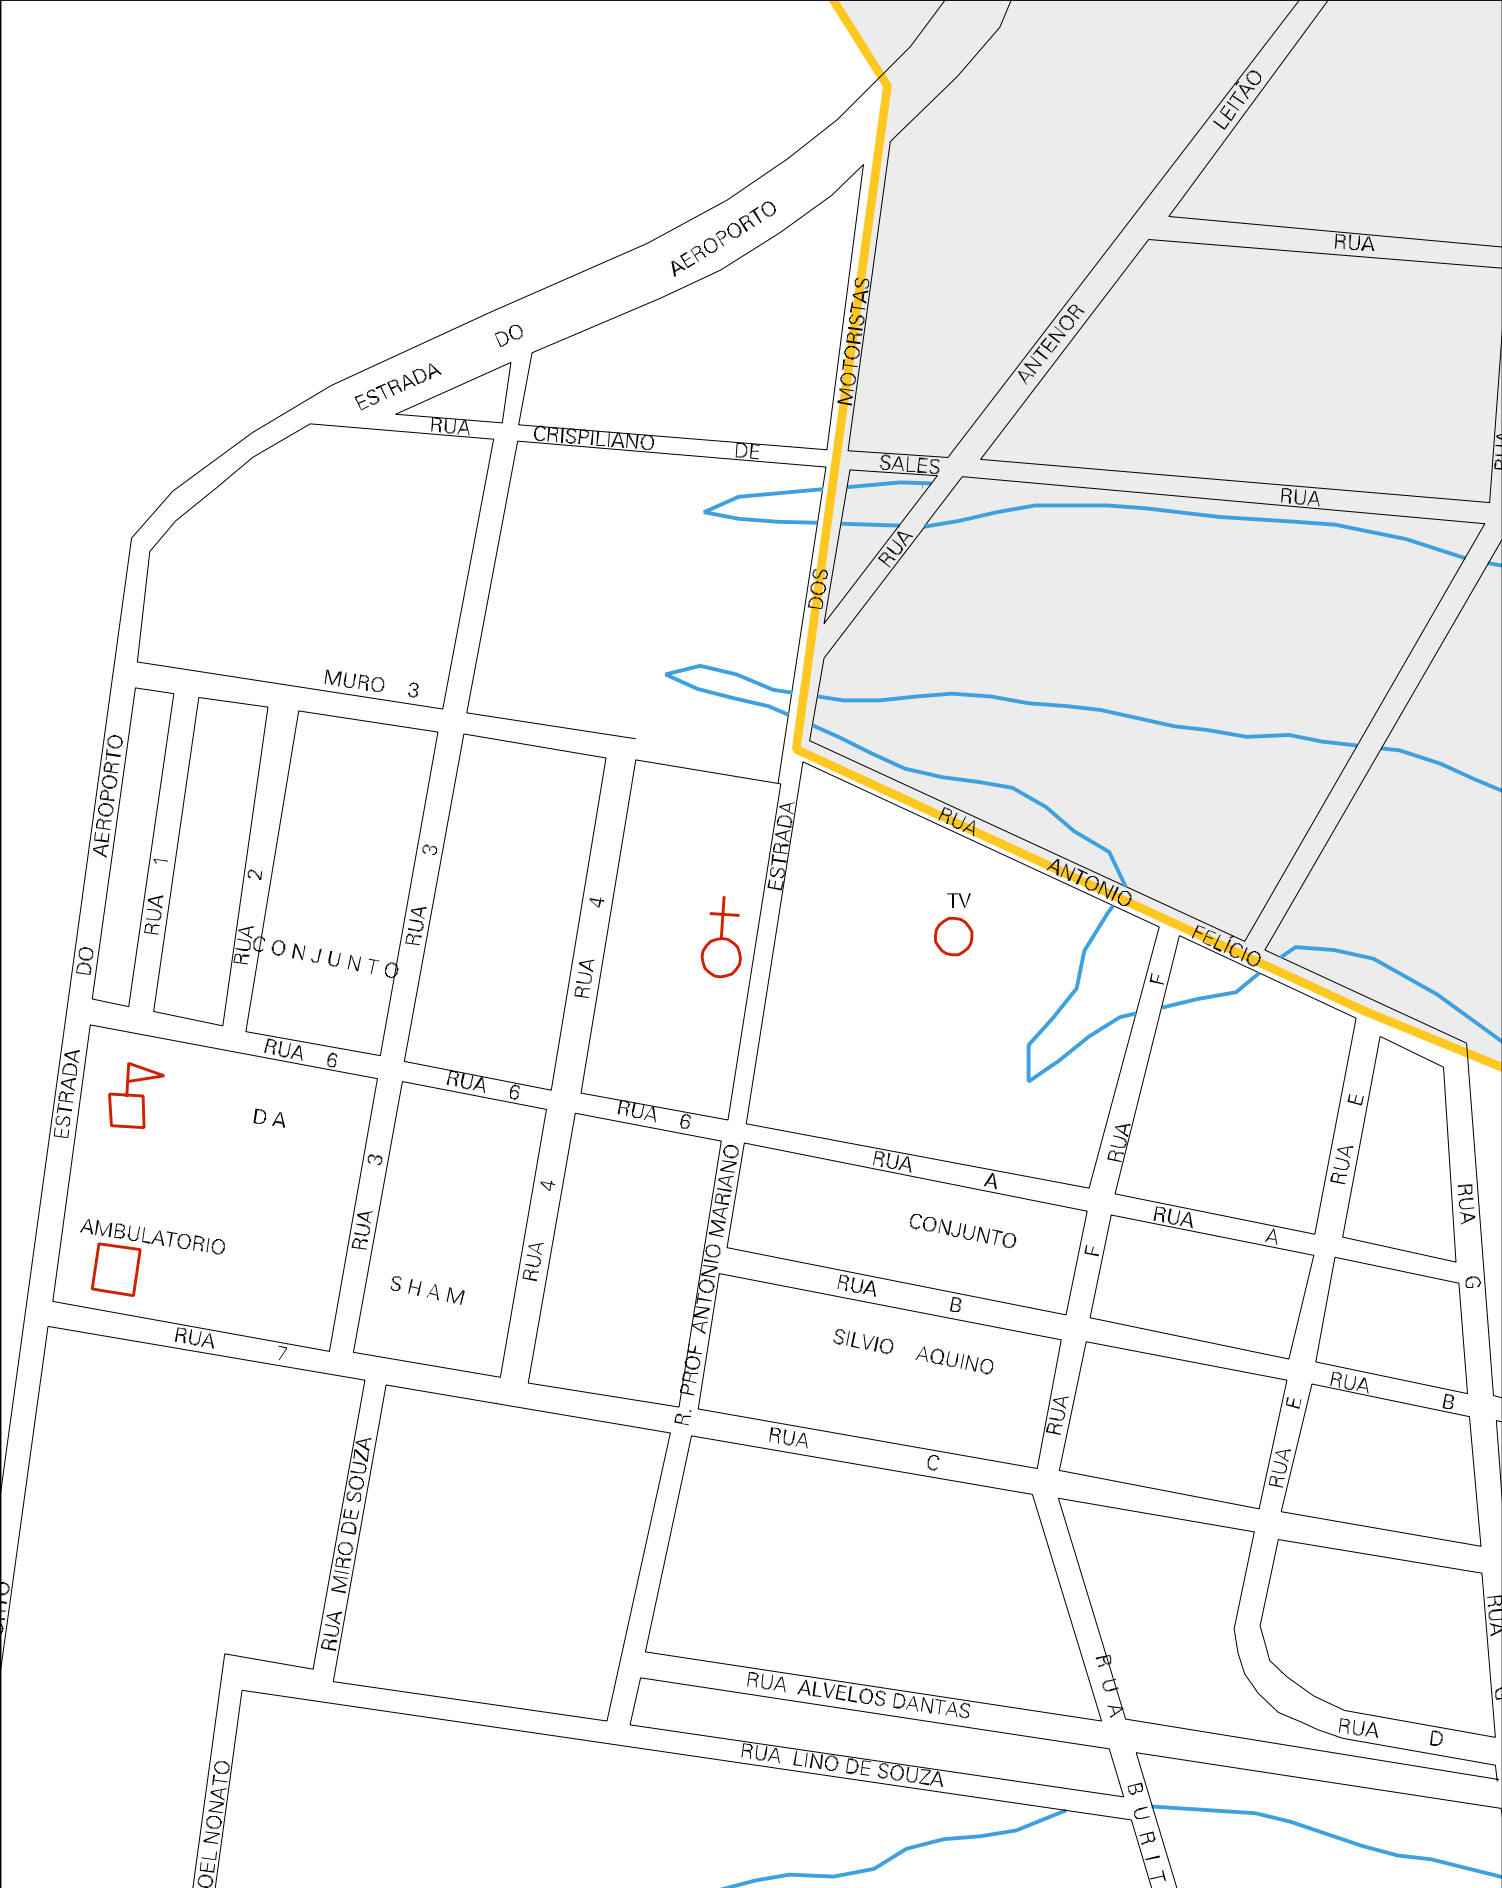 LEITÃO
RUA
AEROPORTO
DO
ESTRADA
MOTORISTAS
ANTENOR
RUA
CRISPILIANO
DE
SALES
RUA
RUA
DOS
MURO 3
AEROPORTO
DO
ESTRADA
RUA 1
RUA 2
RUA 3
RUA 4
ESTRADA
RUA
ANTONIO
FELÍCIO
TV
CONJUNTO
RUA 6
RUA 6
RUA 6
DA
RUA F
RUA E
RUA
G
AMBULATORIO
RUA 3
RUA 4
SHAM
R. PROF ANTONIO MARIANO
RUA A
RUA A
CONJUNTO
RUA B
SILVIO AQUINO
RUA F
RUA B
RUA E
RUA 7
RUA C
RUA MIRO DE SOUZA
RUA
RUA ALVELOS DANTAS
RUA LINO DE SOUZA
RUA D
RUA
BURIT
OEL NONATO